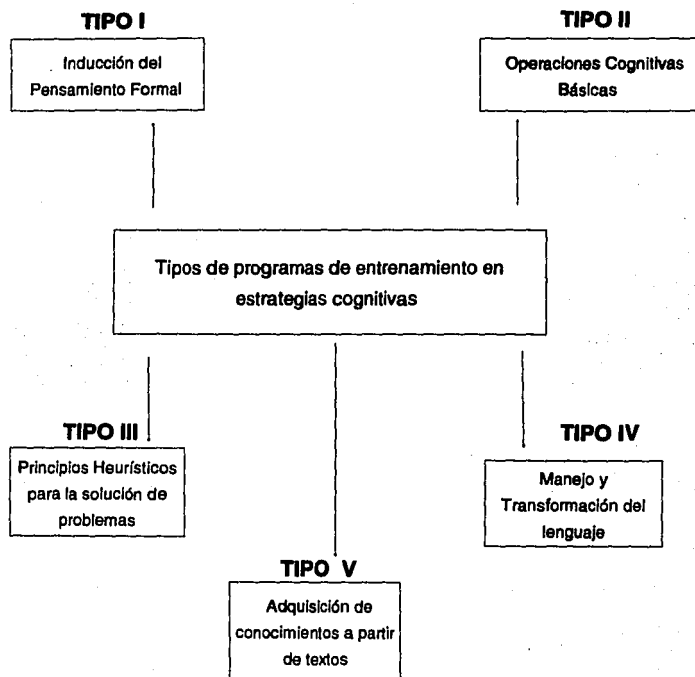 TIPO I
Inducción del
Pensamiento Formal
TIPO II
Operaciones Cognitivas
Básicas
Tipos de programas de entrenamiento en
estrategias cognitivas
TIPO III
Principios Heurísticos
para la solución de
problemas
TIPO IV
Manejo y
Transformación del
lenguaje
TIPO V
Adquisición de
conocimientos a partir
de textos